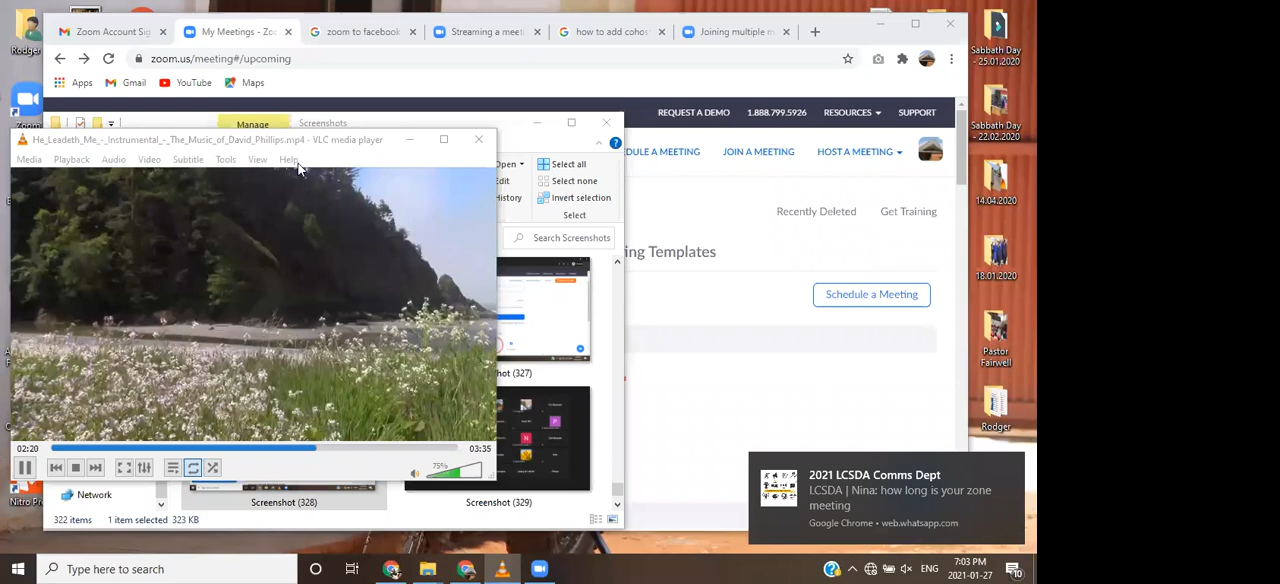 Rodger
Zoom Account Sig
My Meetings - Zoo
zoom to facebook
Streaming a meeti
how to add cohos
Joining multiple m
zoom.us/meeting#/upcoming
Apps
Gmail
YouTube
Maps
Sabbath Day
- 25.01.2020
Zoom
REQUEST A DEMO
1.888.799.5926
RESOURCES
SUPPORT
Manage
Screenshots
Sabbath Day
- 22.02.2020
He_Leadeth_Me_-_Instrumental_-_The_Music_of_David_Phillips.mp4 - VLC media player
DULE A MEETING
JOIN A MEETING
HOST A MEETING
Media
Playback
Audio
Video
Subtitle
Tools
View
Help
Open
Select all
Edit
Select none
History
Invert selection
Select
14.04.2020
Recently Deleted
Get Training
Search Screenshots
ing Templates
18.01.2020
Schedule a Meeting
Pastor
Fairwell
hot (327)
Rodger
02:20
03:35
75%
Nitro Pr
Network
Screenshot (328)
Screenshot (329)
322 items
1 item selected
323 KB
2021 LCSDA Comms Dept
LCSDA | Nina: how long is your zone
meeting
Google Chrome • web.whatsapp.com
Type here to search
ENG
7:03 PM
2021-01-27
10